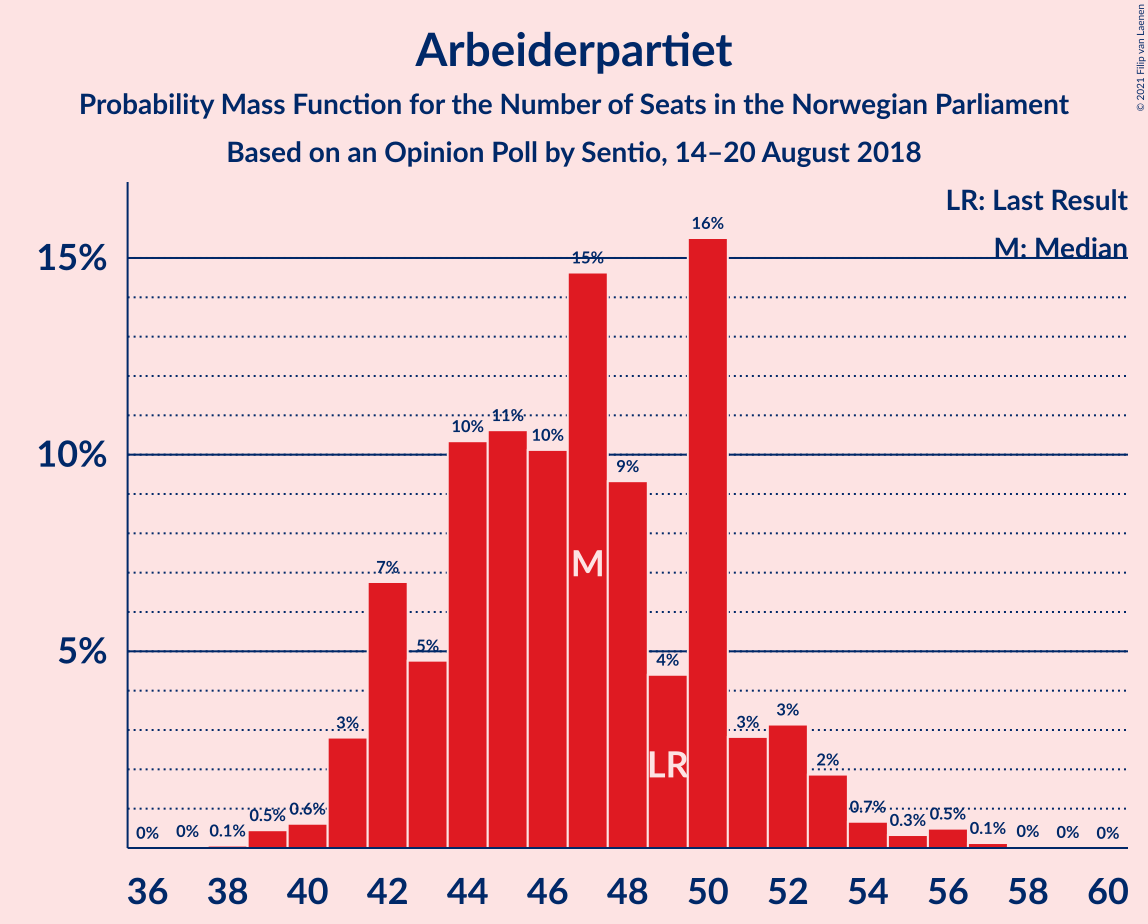 Arbeiderpartiet
Probability Mass Function for the Number of Seats in the Norwegian Parliament
Based on an Opinion Poll by Sentio, 14–20 August 2018
© 2021 Filip van Laenen
LR: Last Result
M: Median
15%
10%
5%
0% 0% 0.1% 0.5% 0.6% 3% 7% 5% 10% 11% 10% 15% 9% 4% 16% 3% 3% 2% 0.7% 0.3% 0.5% 0.1% 0% 0% 0%
M
LR
36 38 40 42 44 46 48 50 52 54 56 58 60